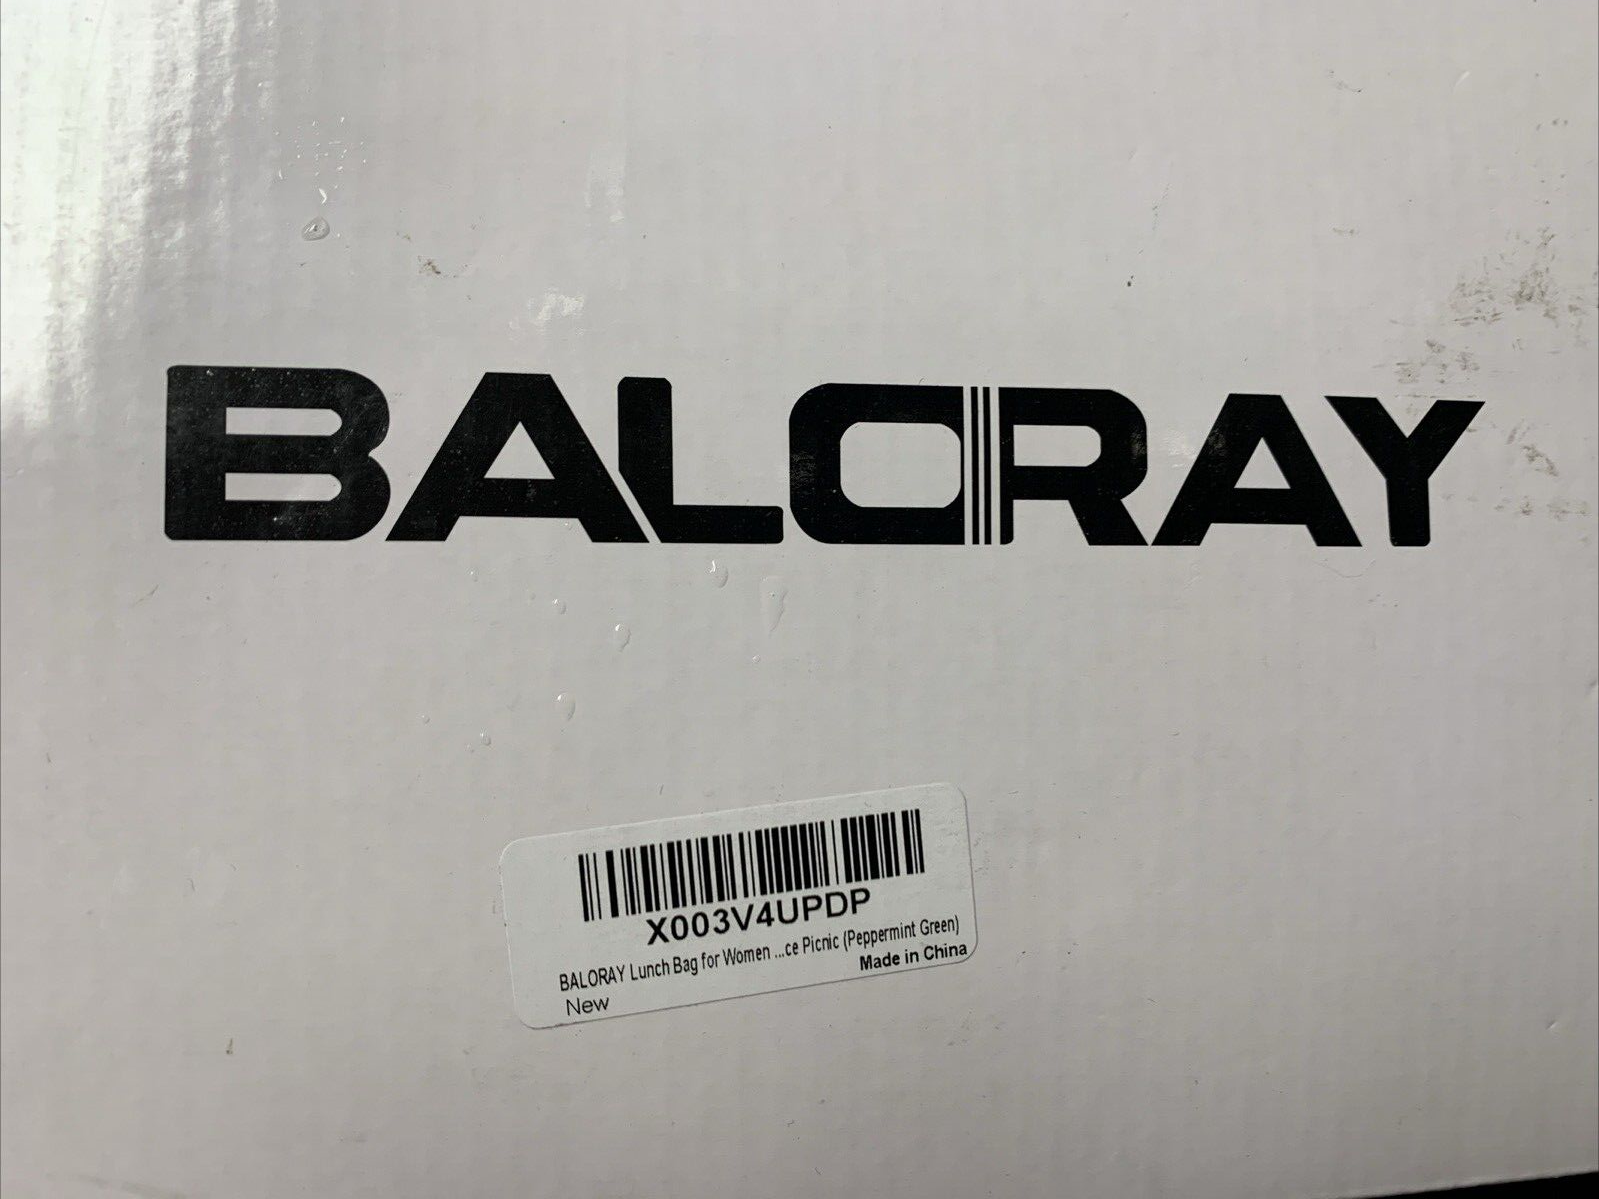 BALORAY
X003V4UPDP
BALORAY Lunch Bag for Women ...ce Picnic (Peppermint Green)
Made in China
New